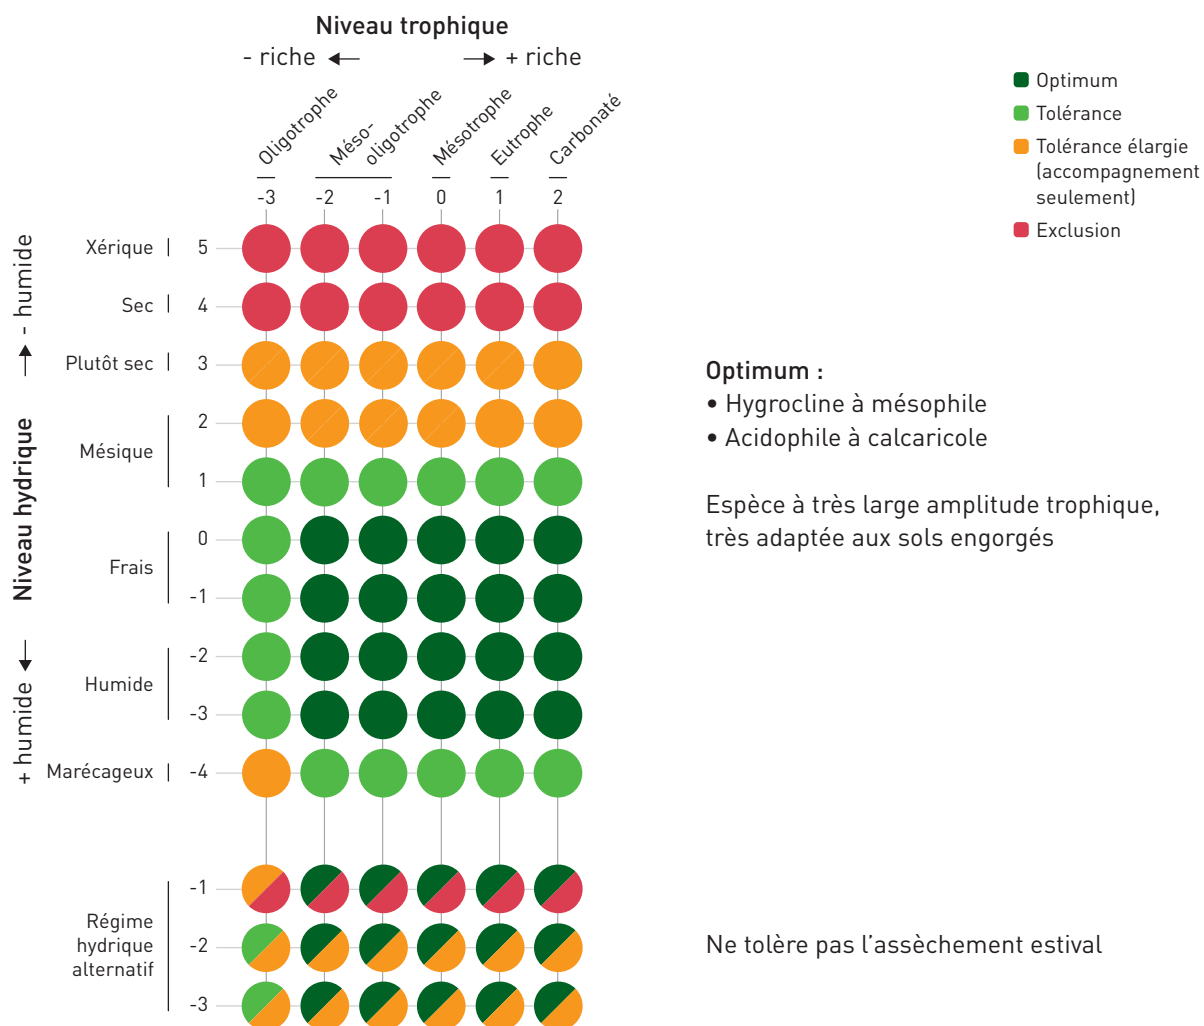 Niveau trophique
- riche
+ riche
Oligotrophe
Méso-
oligotrophe
Mésotrophe
Eutrophe
Carbonaté
-3
-2
-1
0
1
2
Optimum
Tolérance
Tolérance élargie
(accompagnement
seulement)
Exclusion
Niveau hydrique
- humide
+ humide
Xérique
5
Sec
4
Plutôt sec
3
Mésique
2
1
Frais
0
-1
Humide
-2
-3
Marécageux
-4
Régime
hydrique
alternatif
-1
-2
-3
Optimum :
• Hygrocline à mésophile
• Acidophile à calcaricole
Espèce à très large amplitude trophique,
très adaptée aux sols engorgés
Ne tolère pas l’assèchement estival